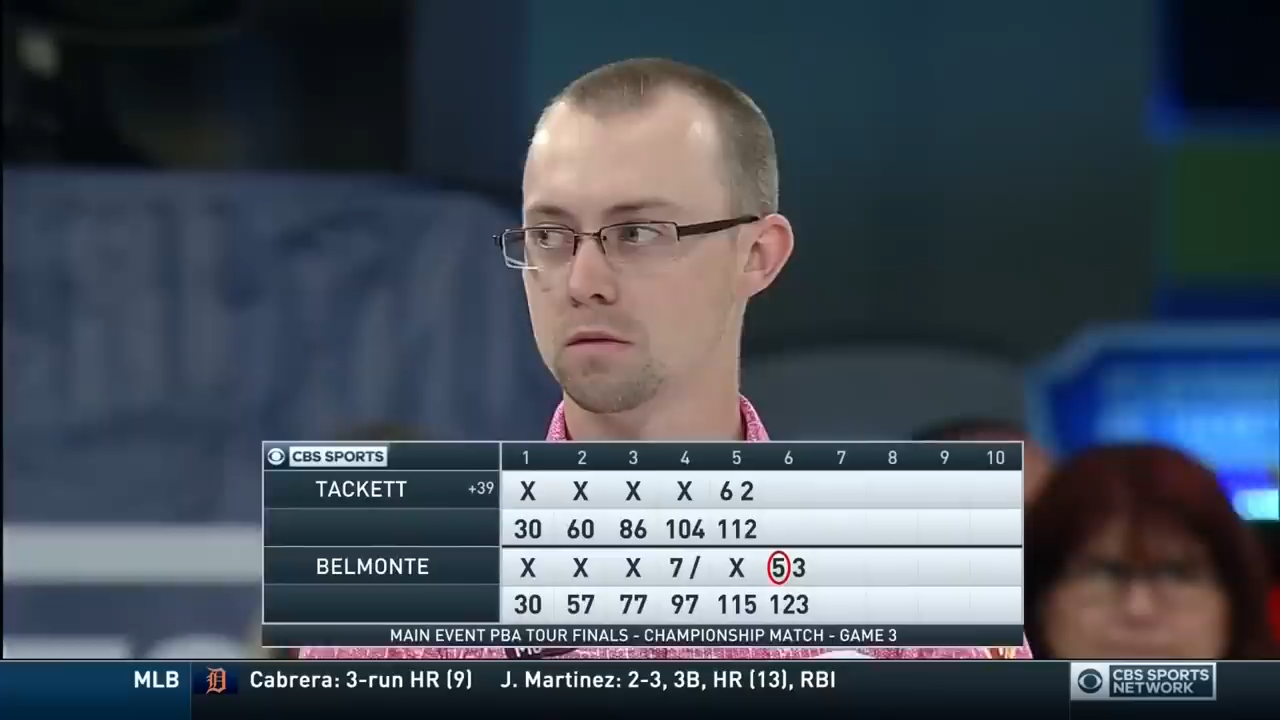 CBS SPORTS 1 2 3 4 5 6 7 8 9 10
TACKETT +39 X X X X 6 2
30 60 86 104 112
BELMONTE X X X 7 / X 5 3
30 57 77 97 115 123
MAIN EVENT PBA TOUR FINALS - CHAMPIONSHIP MATCH - GAME 3
MLB D Cabrera: 3-run HR (9) J. Martinez: 2-3, 3B, HR (13), RBI
CBS SPORTS
NETWORK